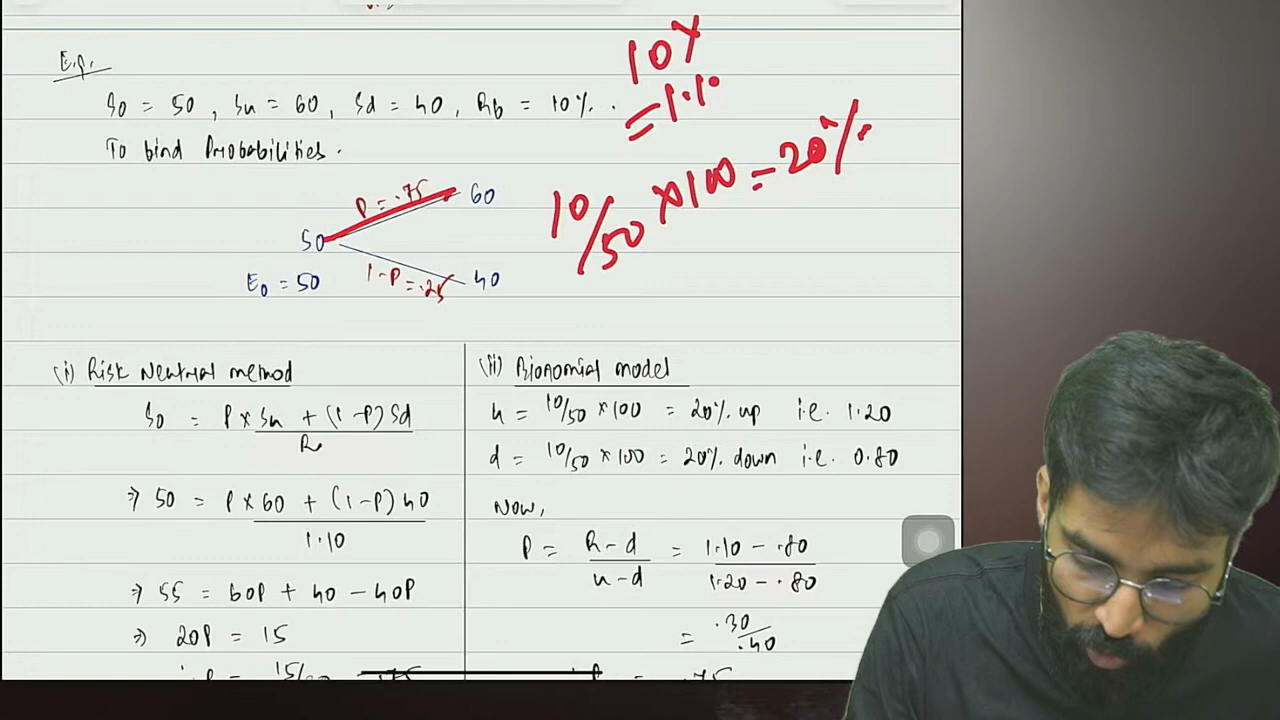 E.g.
S0 = 50 , Su = 60 , Sd = 40 , Rf = 10% .
To find Probabilities.
10%
= 1.10
10/50 × 100 = 20%
P = .75
60
50
E0 = 50
1-P = .25
40
(i) Risk Neutral method
S0 = P × Su + (1-P) Sd
R
⇒ 50 = P × 60 + (1-P) 40
1.10
⇒ 55 = 60P + 40 - 40P
⇒ 20P = 15
(ii) Bionomial model
u = 10/50 × 100 = 20% up i.e. 1.20
d = 10/50 × 100 = 20% down i.e. 0.80
Now,
P = R-d = 1.10 - .80
u-d 1.20 - .80
= .30/.40